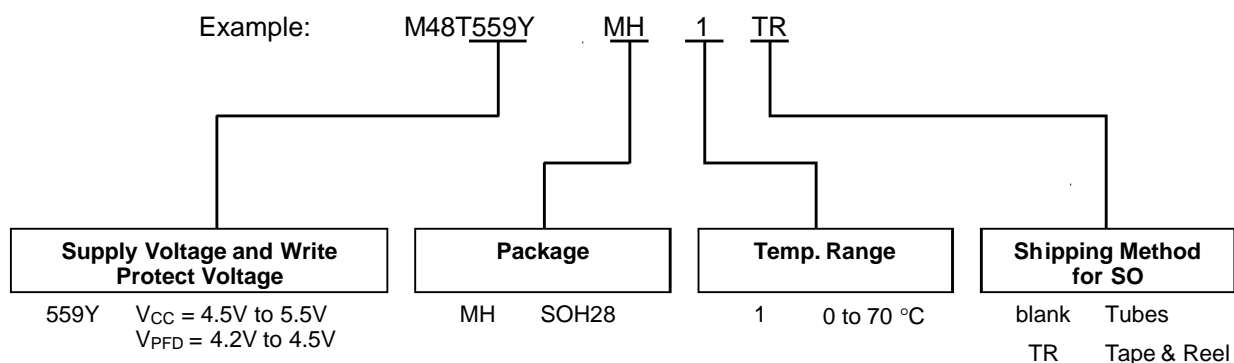 Example: M48T559Y MH 1 TR
Supply Voltage and Write
Protect Voltage
559Y VCC = 4.5V to 5.5V
VPFD = 4.2V to 4.5V
Package
MH SOH28
Temp. Range
1 0 to 70 °C
Shipping Method
for SO
blank Tubes
TR Tape & Reel